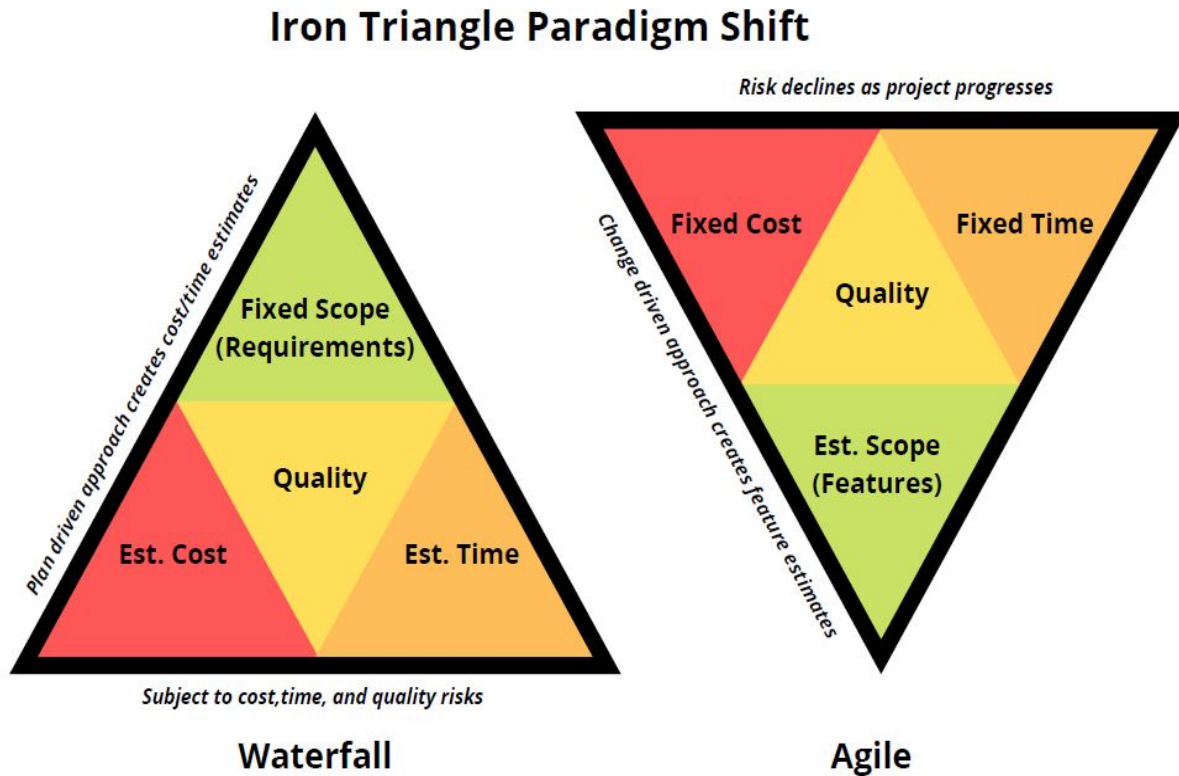 Iron Triangle Paradigm Shift
Plan driven approach creates cost/time estimates
Fixed Scope
(Requirements)
Quality
Est. Cost
Est. Time
Subject to cost,time, and quality risks
Waterfall
Risk declines as project progresses
Change driven approach creates feature estimates
Fixed Cost
Fixed Time
Quality
Est. Scope
(Features)
Agile